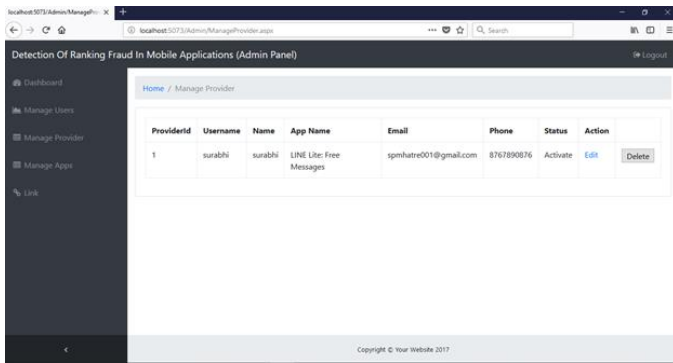 localhost:5073/Admin/ManagePro
localhost:5073/Admin/ManageProvider.aspx
Search
Detection Of Ranking Fraud In Mobile Applications (Admin Panel)
Logout
Dashboard
Manage Users
Manage Provider
Manage Apps
Link
Home / Manage Provider
ProviderId Username Name App Name Email Phone Status Action
1 surabhi surabhi LINE Lite: Free Messages spmhatre001@gmail.com 8767890876 Activate Edit Delete
Copyright © Your Website 2017